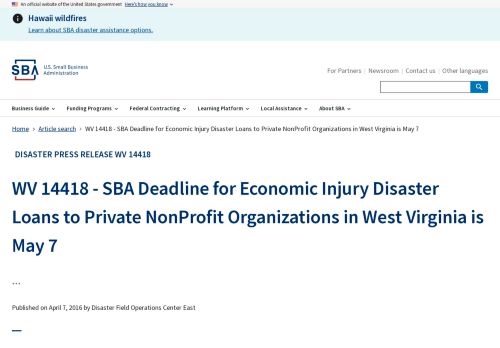 An official website of the United States government Here's how you know
Hawaii wildfires
Learn about SBA disaster assistance options.
SBA U.S. Small Business
Administration
For Partners Newsroom Contact us Other languages
Business Guide Funding Programs Federal Contracting Learning Platform Local Assistance About SBA
Home Article search WV 14418 - SBA Deadline for Economic Injury Disaster Loans to Private NonProfit Organizations in West Virginia is May 7
DISASTER PRESS RELEASE WV 14418
WV 14418 - SBA Deadline for Economic Injury Disaster
Loans to Private NonProfit Organizations in West Virginia is
May 7
...
Published on April 7, 2016 by Disaster Field Operations Center East